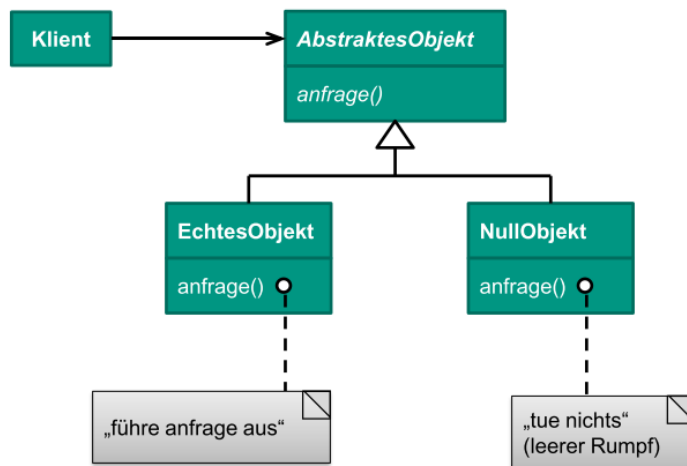 Klient
AbstraktesObjekt
anfrage()
EchtesObjekt
anfrage()
NullObjekt
anfrage()
„führe anfrage aus“
„tue nichts“
(leerer Rumpf)